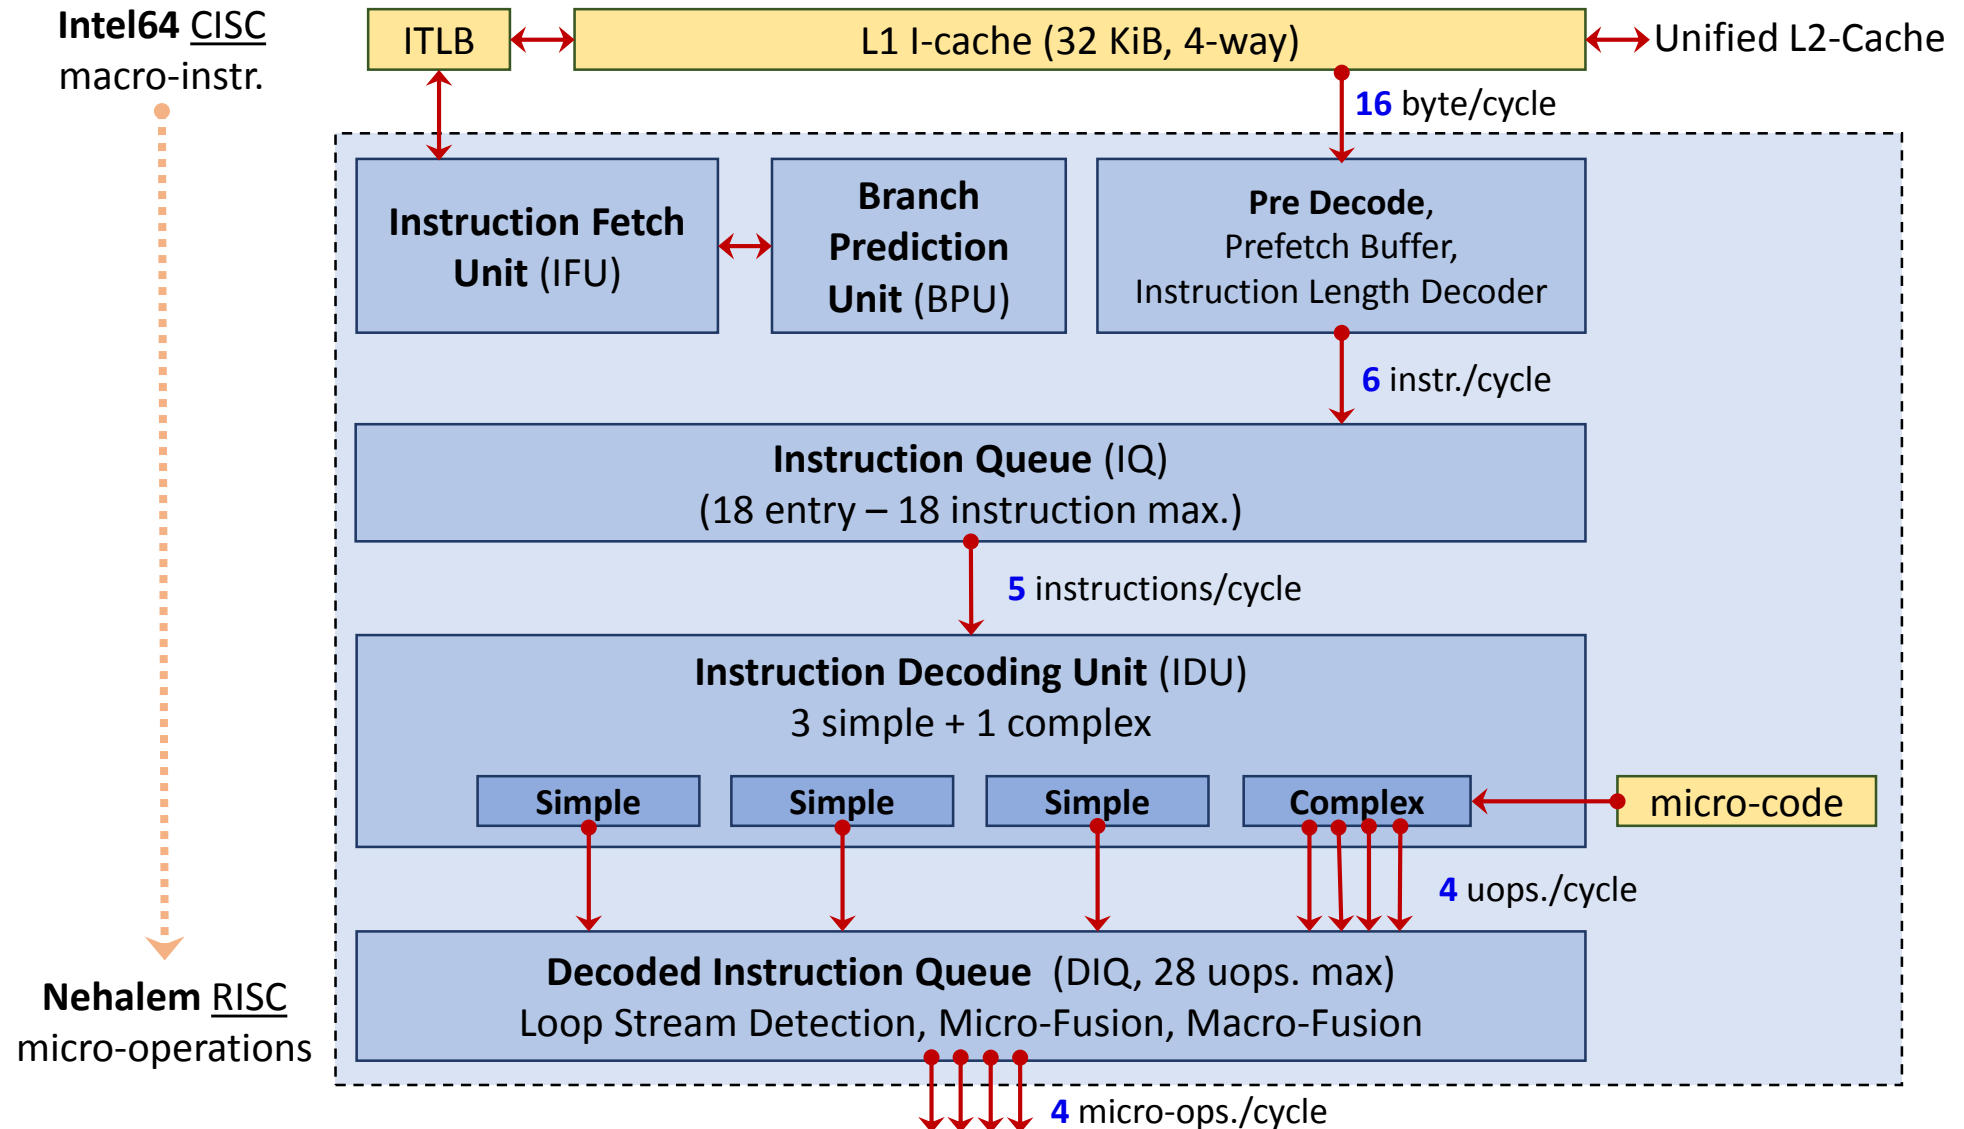 Intel64 CISC
macro-instr.
ITLB
L1 I-cache (32 KiB, 4-way)
Unified L2-Cache
16 byte/cycle
Instruction Fetch
Unit (IFU)
Branch
Prediction
Unit (BPU)
Pre Decode,
Prefetch Buffer,
Instruction Length Decoder
6 instr./cycle
Instruction Queue (IQ)
(18 entry – 18 instruction max.)
5 instructions/cycle
Instruction Decoding Unit (IDU)
3 simple + 1 complex
Simple
Simple
Simple
Complex
micro-code
4 uops./cycle
Decoded Instruction Queue (DIQ, 28 uops. max)
Loop Stream Detection, Micro-Fusion, Macro-Fusion
Nehalem RISC
micro-operations
4 micro-ops./cycle